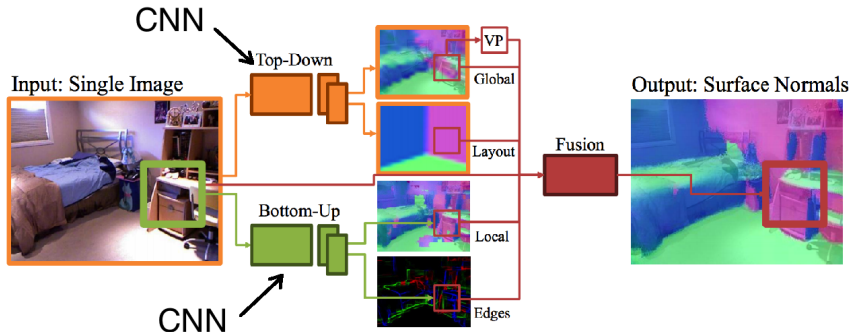 CNN
Top-Down
VP
Input: Single Image
Global
Output: Surface Normals
Layout
Fusion
Bottom-Up
Local
CNN
Edges